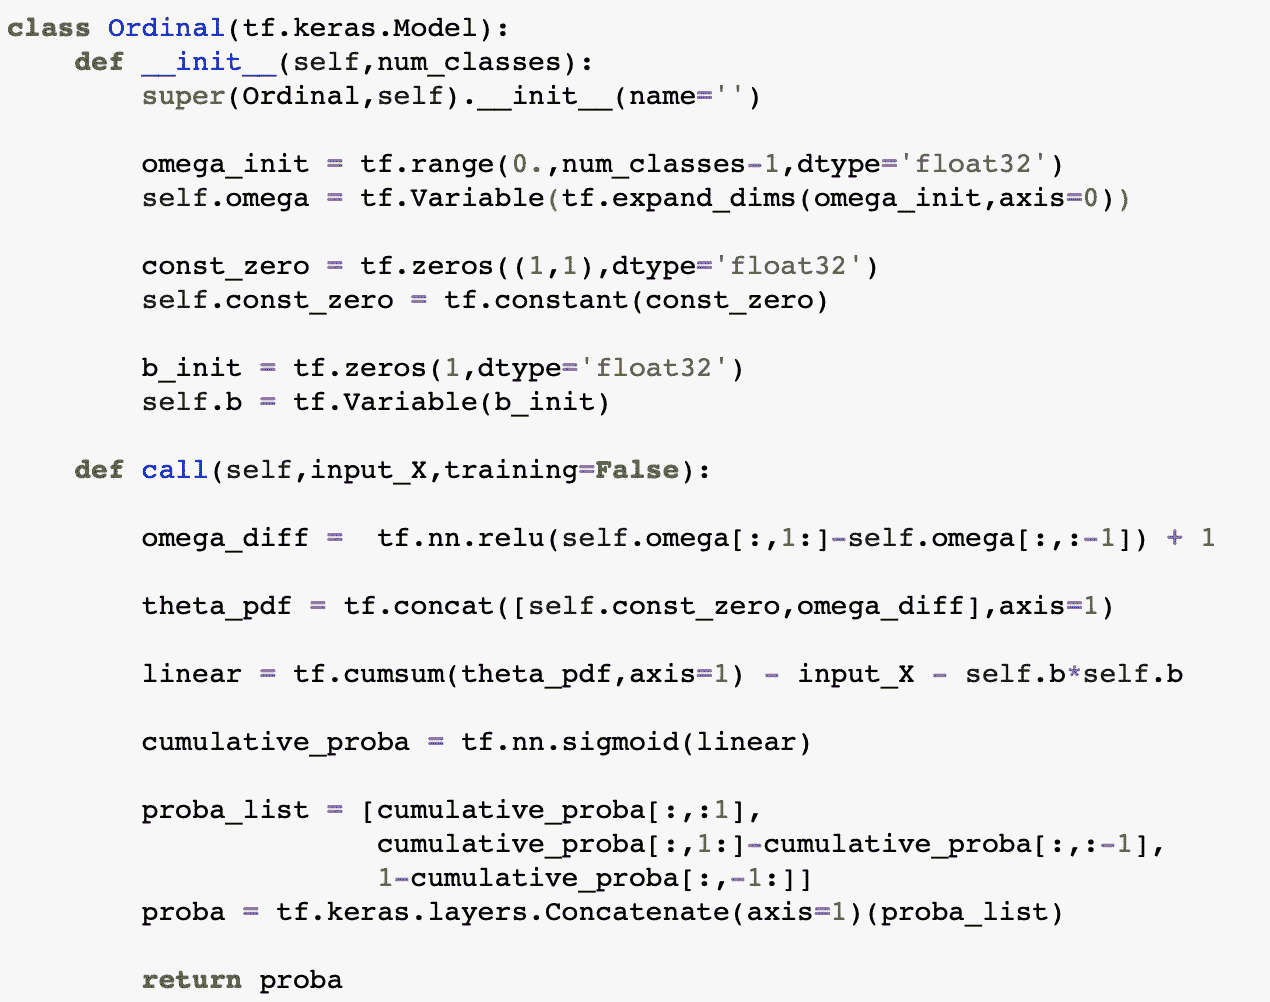 class Ordinal(tf.keras.Model):
    def __init__(self,num_classes):
        super(Ordinal,self).__init__(name='')
        omega_init = tf.range(0.,num_classes-1,dtype='float32')
        self.omega = tf.Variable(tf.expand_dims(omega_init,axis=0))
        const_zero = tf.zeros((1,1),dtype='float32')
        self.const_zero = tf.constant(const_zero)
        b_init = tf.zeros(1,dtype='float32')
        self.b = tf.Variable(b_init)
    def call(self,input_X,training=False):
        omega_diff =  tf.nn.relu(self.omega[:,1:]-self.omega[:,:-1]) + 1
        theta_pdf = tf.concat([self.const_zero,omega_diff],axis=1)
        linear = tf.cumsum(theta_pdf,axis=1) - input_X - self.b*self.b
        cumulative_proba = tf.nn.sigmoid(linear)
        proba_list = [cumulative_proba[:,:1],
                      cumulative_proba[:,1:]-cumulative_proba[:,:-1],
                      1-cumulative_proba[:,-1:]]
        proba = tf.keras.layers.Concatenate(axis=1)(proba_list)
        return proba